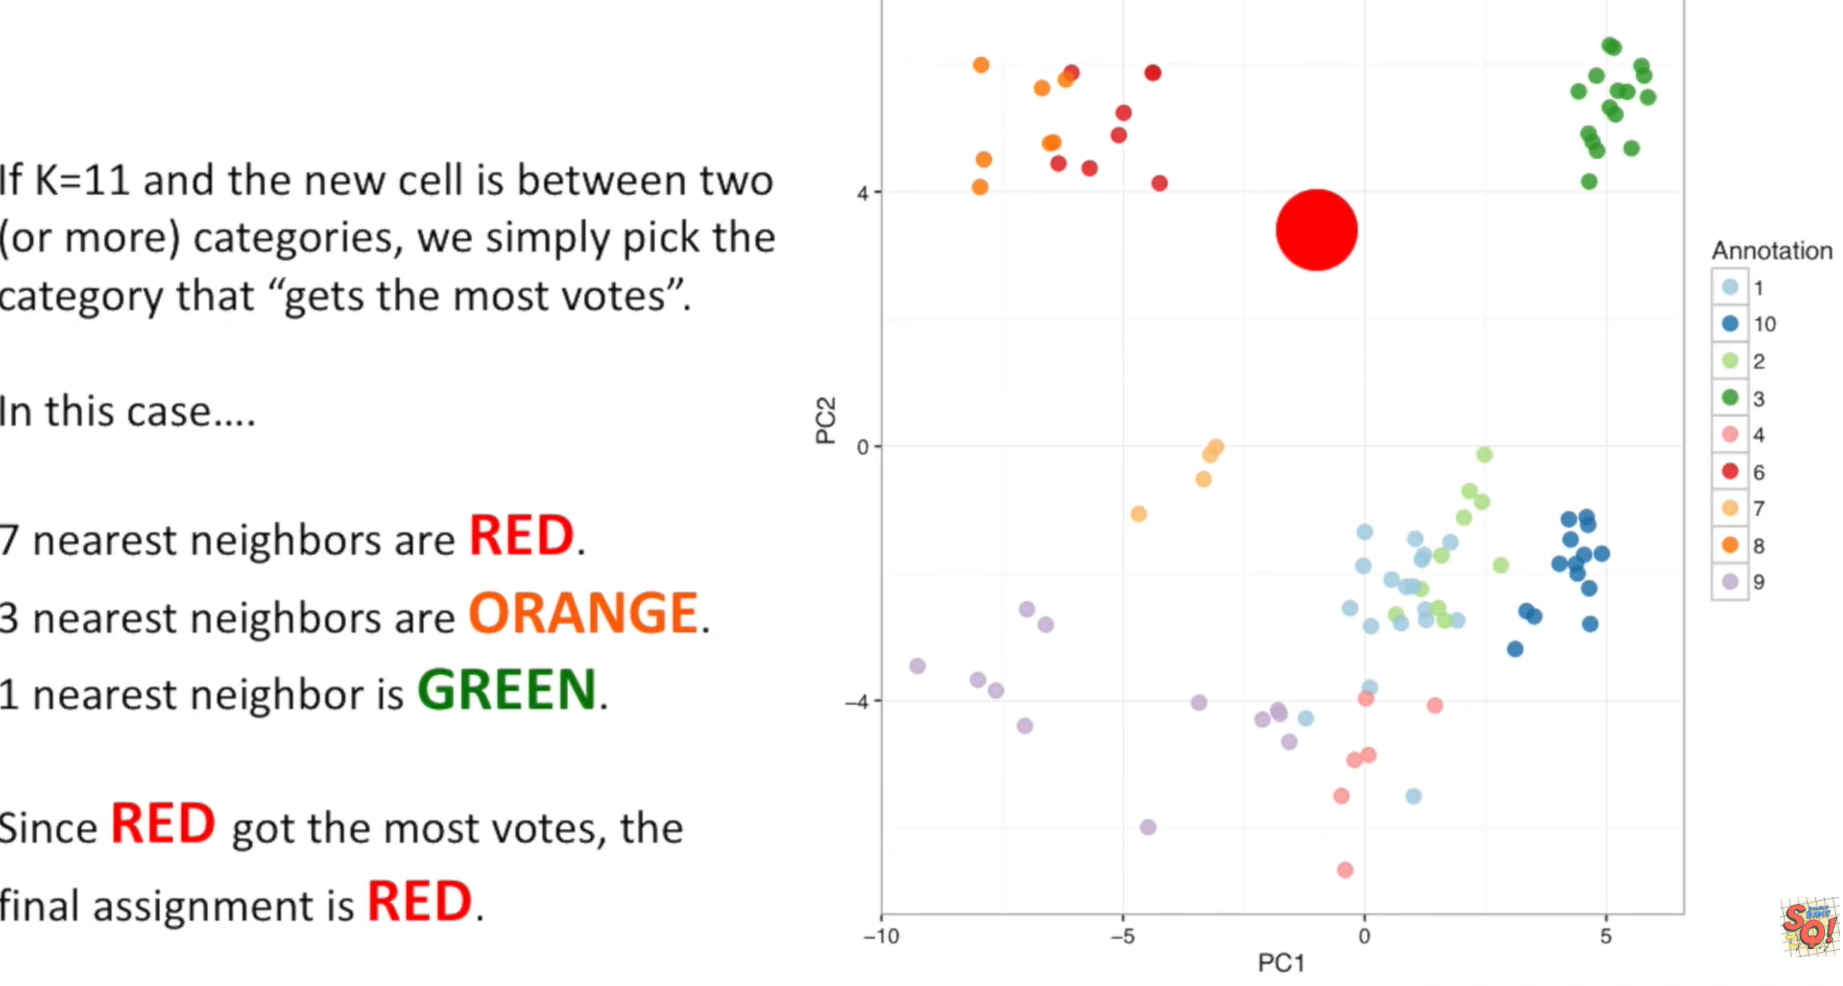 If K=11 and the new cell is between two
(or more) categories, we simply pick the
category that “gets the most votes”.
In this case....
7 nearest neighbors are RED.
3 nearest neighbors are ORANGE.
1 nearest neighbor is GREEN.
Since RED got the most votes, the
final assignment is RED.
4
0
−4
PC2
−10
−5
0
5
PC1
Annotation
1
10
2
3
4
6
7
8
9
SQ!